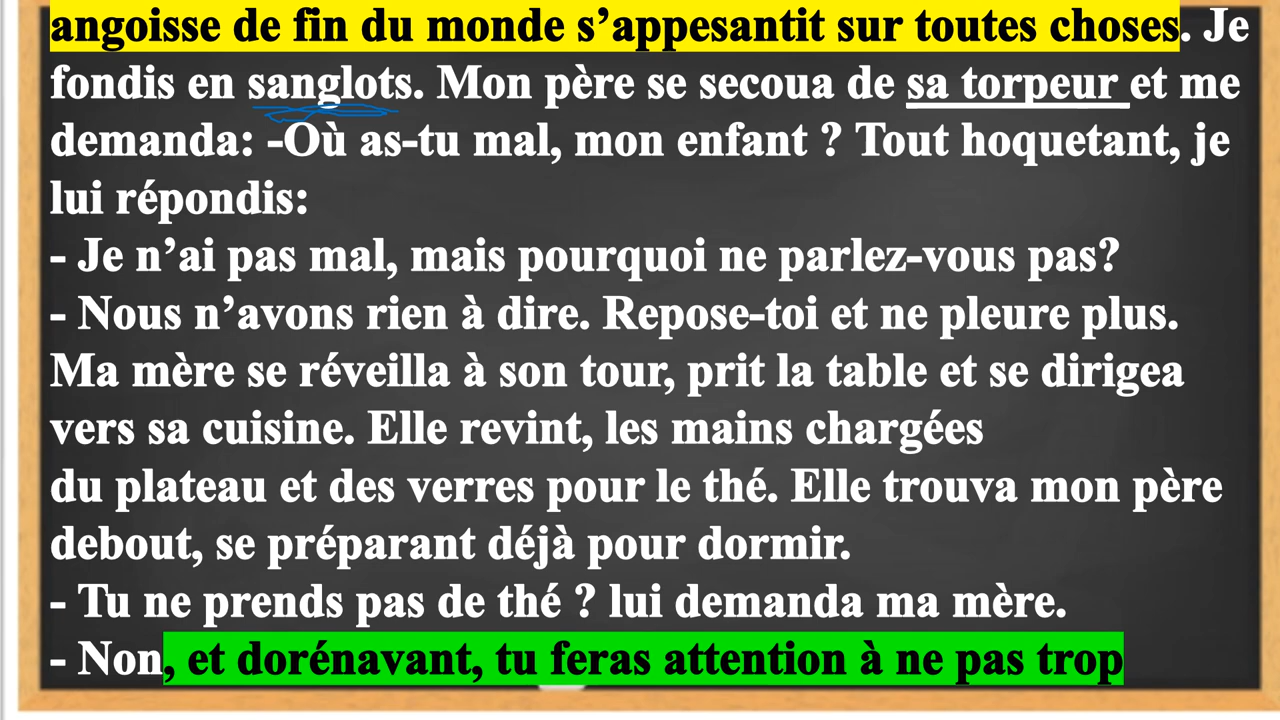 angoisse de fin du monde s’appesantit sur toutes choses. Je
fondis en sanglots. Mon père se secoua de sa torpeur et me
demanda: -Où as-tu mal, mon enfant ? Tout hoquetant, je
lui répondis:
- Je n’ai pas mal, mais pourquoi ne parlez-vous pas?
- Nous n’avons rien à dire. Repose-toi et ne pleure plus.
Ma mère se réveilla à son tour, prit la table et se dirigea
vers sa cuisine. Elle revint, les mains chargées
du plateau et des verres pour le thé. Elle trouva mon père
debout, se préparant déjà pour dormir.
- Tu ne prends pas de thé ? lui demanda ma mère.
- Non, et dorénavant, tu feras attention à ne pas trop